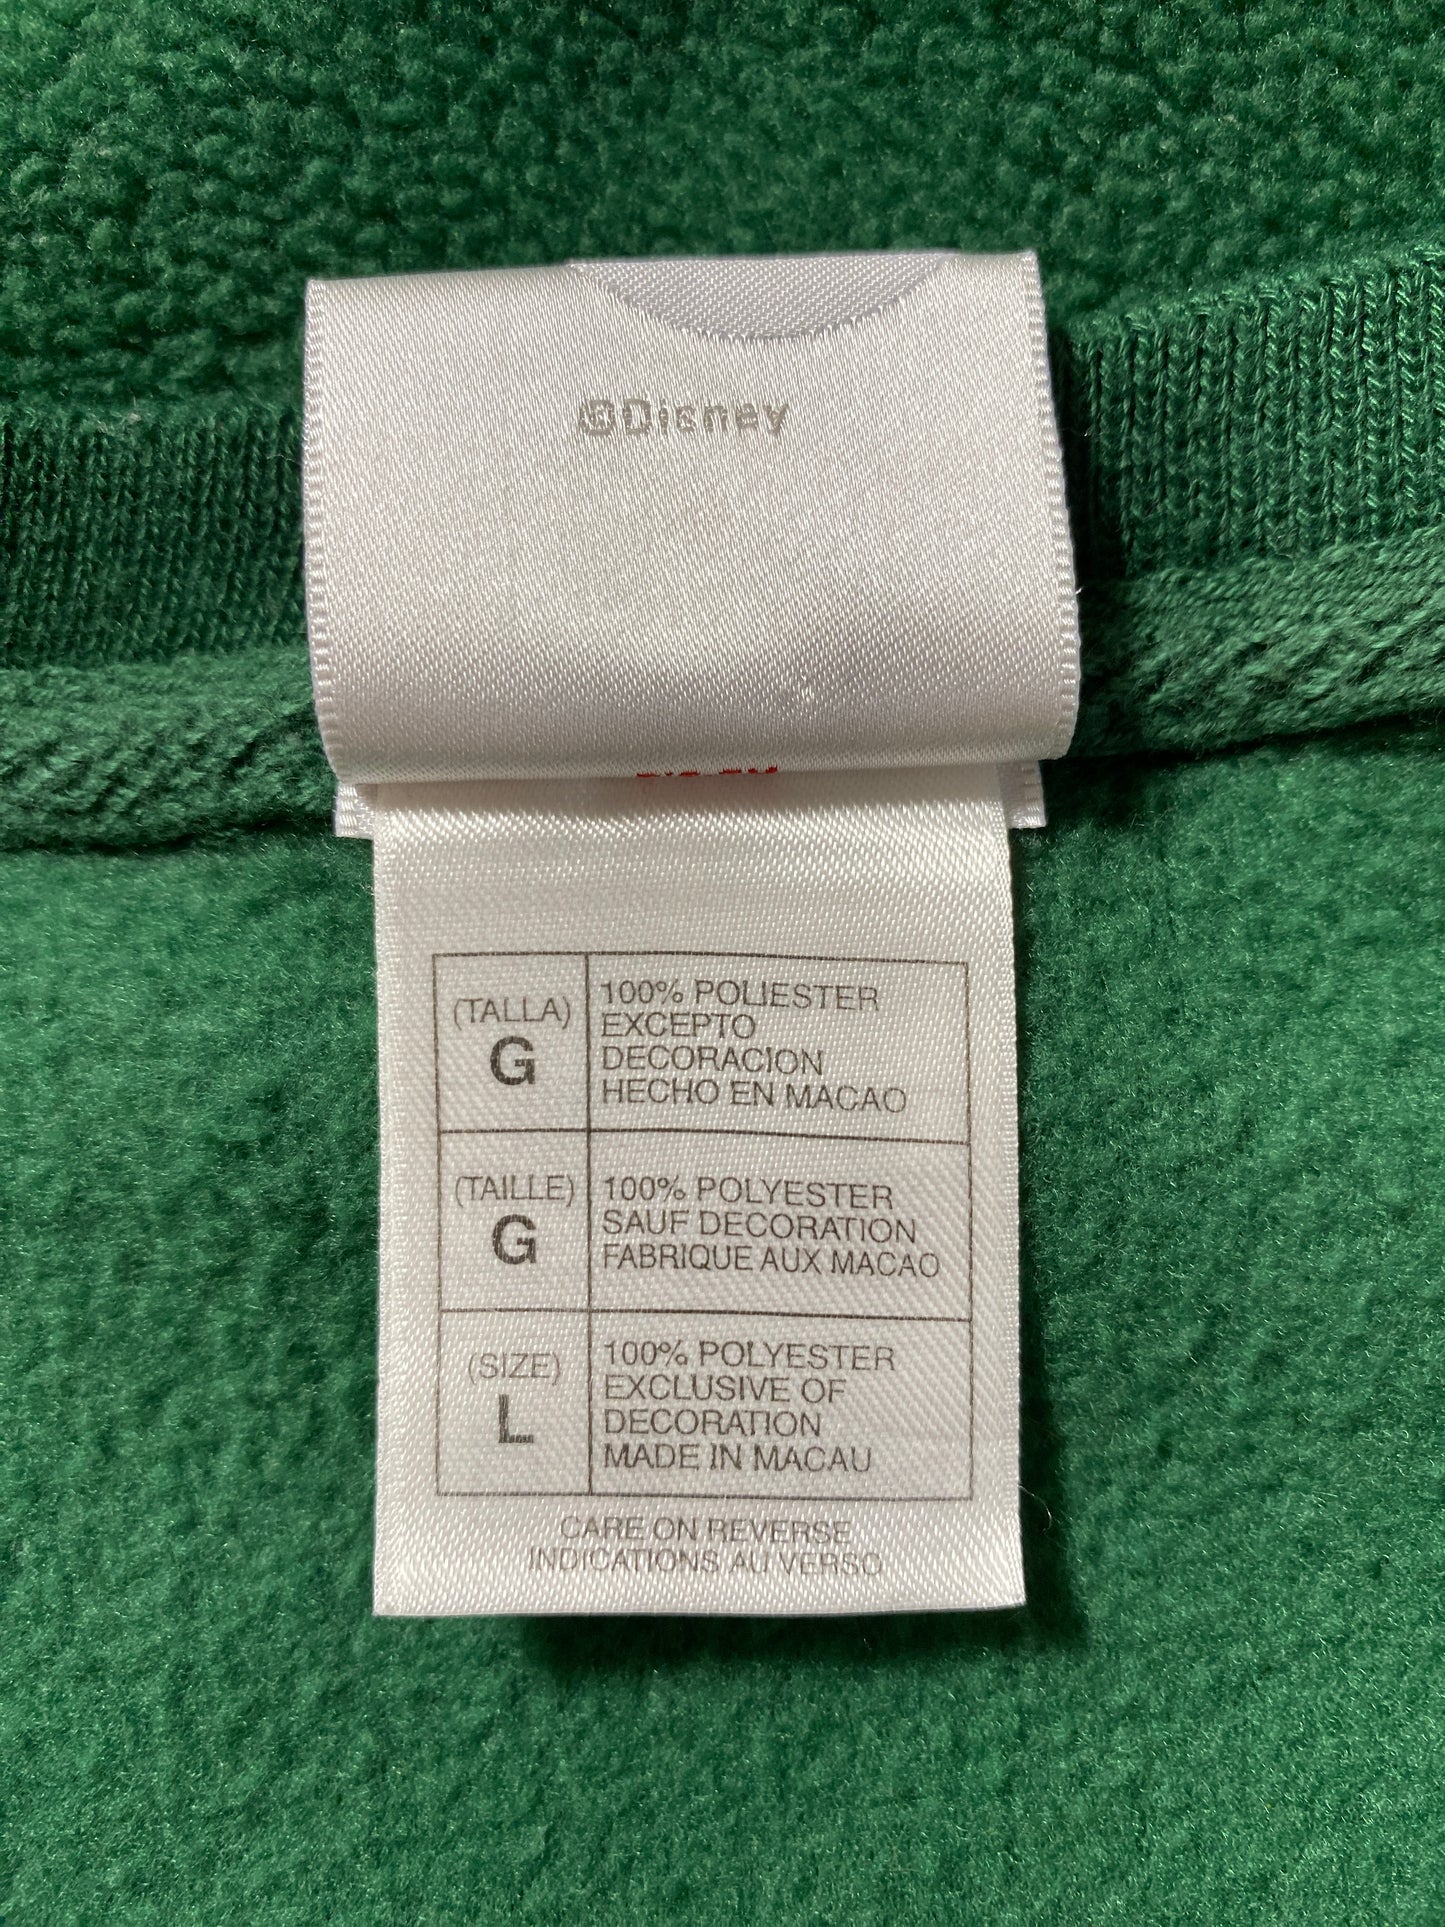 ©Disney
(TALLA)
G
100% POLIESTER
EXCEPTO
DECORACION
HECHO EN MACAO
(TAILLE)
G
100% POLYESTER
SAUF DECORATION
FABRIQUE AUX MACAO
(SIZE)
L
100% POLYESTER
EXCLUSIVE OF
DECORATION
MADE IN MACAU
CARE ON REVERSE
INDICATIONS AU VERSO